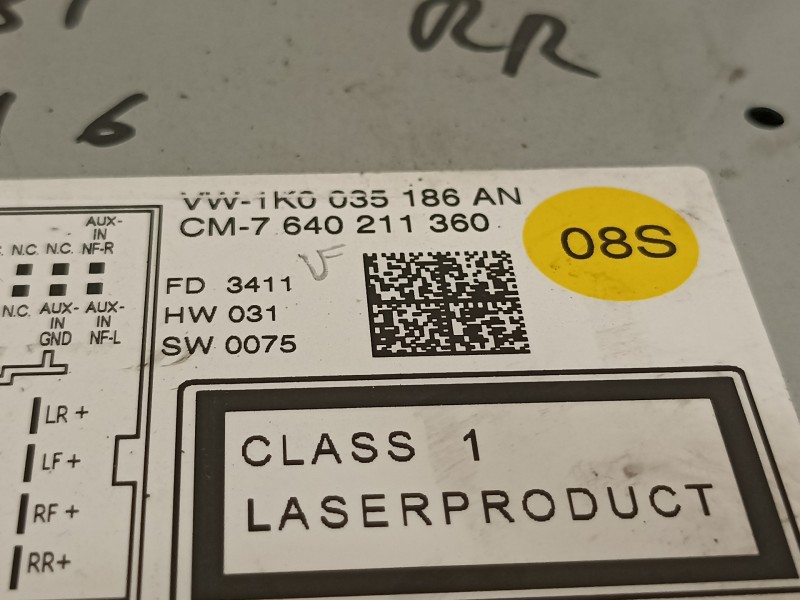 RR
6
VW-1K0 035 186 AN
CM-7 640 211 360
08S
VF
FD 3411
HW 031
SW 0075
AUX-
IN
N.C. N.C. NF-R
N.C. AUX- AUX-
IN IN
GND NF-L
LR +
LF +
RF +
RR+
CLASS 1
LASERPRODUCT